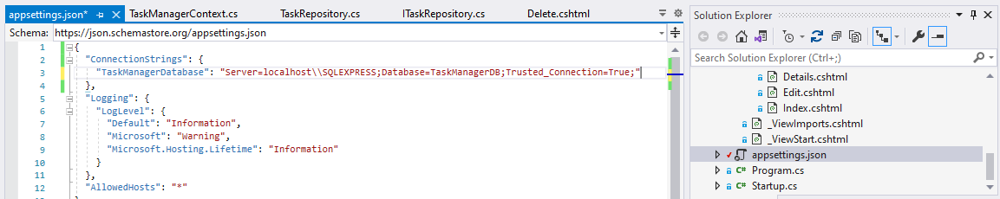 appsettings.json*
TaskManagerContext.cs
TaskRepository.cs
ITaskRepository.cs
Delete.cshtml
Schema: https://json.schemastore.org/appsettings.json
1 {
2 "ConnectionStrings": {
3 "TaskManagerDatabase": "Server=localhost\\SQLEXPRESS;Database=TaskManagerDB;Trusted_Connection=True;"
4 },
5 "Logging": {
6 "LogLevel": {
7 "Default": "Information",
8 "Microsoft": "Warning",
9 "Microsoft.Hosting.Lifetime": "Information"
10 }
11 },
12 "AllowedHosts": "*"
Solution Explorer
Search Solution Explorer (Ctrl+;)
Details.cshtml
Edit.cshtml
Index.cshtml
_ViewImports.cshtml
_ViewStart.cshtml
appsettings.json
C# Program.cs
C# Startup.cs